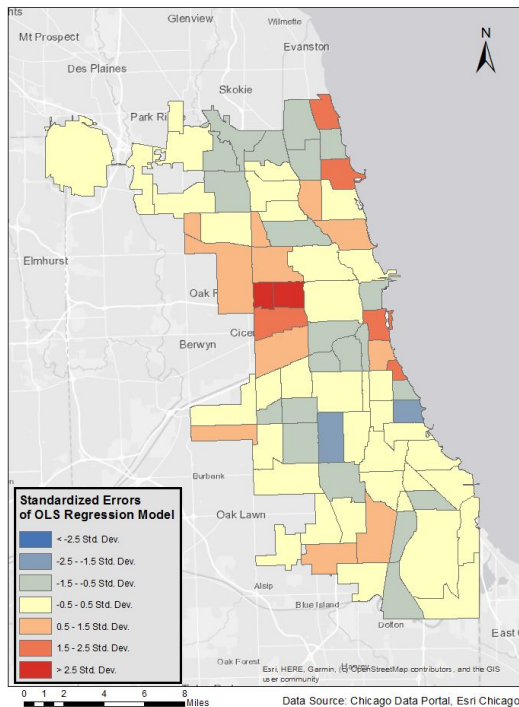 nts
Glenview
Wilmette
Mt Prospect
N
Evanston
Des Plaines
Skokie
Park Ri
Elmhurst
Oak
Cice
Berwyn
Burbank
Standardized Errors
of OLS Regression Model
< -2.5 Std. Dev.
-2.5 - -1.5 Std. Dev.
-1.5 - -0.5 Std. Dev.
-0.5 - 0.5 Std. Dev.
0.5 - 1.5 Std. Dev.
1.5 - 2.5 Std. Dev.
> 2.5 Std. Dev.
Oak Lawn
Alsip
Blue Island
Dolton
East C
Oak Forest
Esri, HERE, Garmin, (c) OpenStreetMap contributors, and the GIS
user community
0 1 2 4 6 8
Miles
Data Source: Chicago Data Portal, Esri Chicago